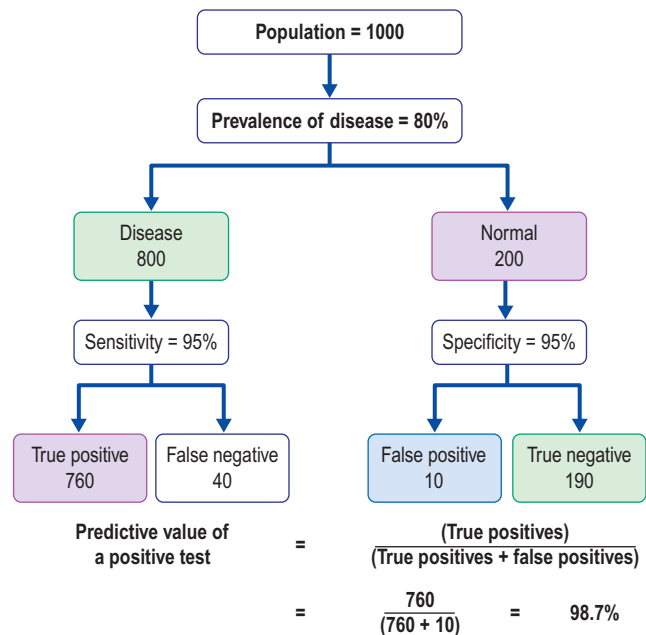 Population = 1000
Prevalence of disease = 80%
Disease
800
Normal
200
Sensitivity = 95%
Specificity = 95%
True positive
760
False negative
40
False positive
10
True negative
190
Predictive value of
a positive test
=
(True positives)
(True positives + false positives)
=
760
(760 + 10)
=
98.7%